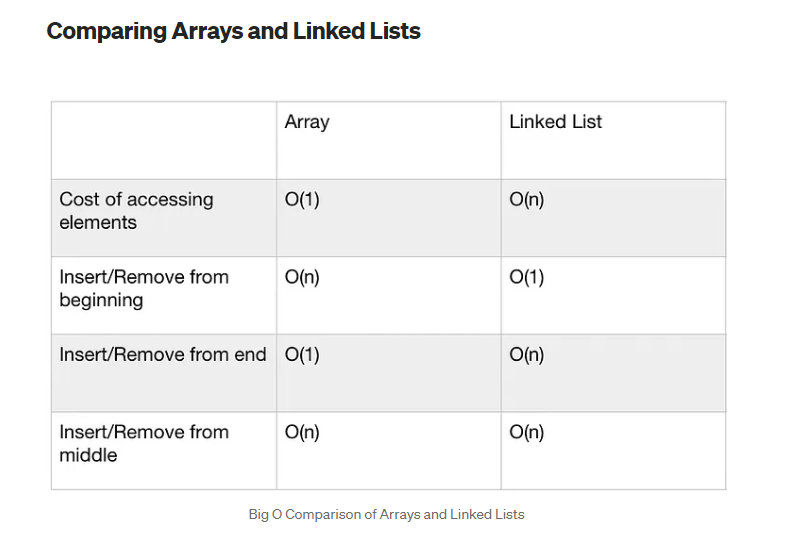 Comparing Arrays and Linked Lists
Array Linked List
Cost of accessing O(1) O(n)
elements
Insert/Remove from O(n) O(1)
beginning
Insert/Remove from end O(1) O(n)
Insert/Remove from O(n) O(n)
middle
Big O Comparison of Arrays and Linked Lists